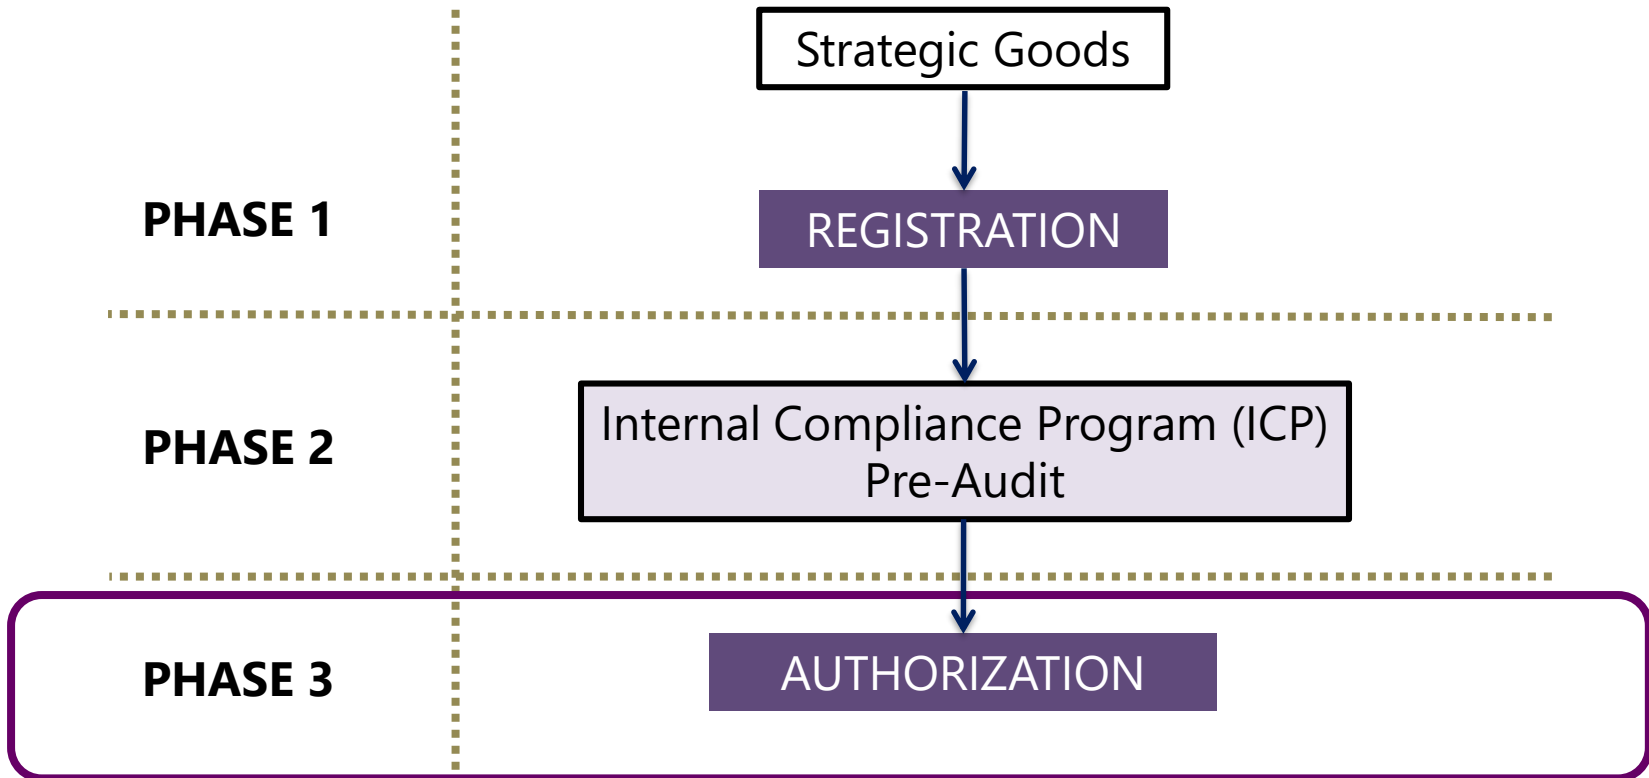 Strategic Goods
PHASE 1
REGISTRATION
PHASE 2
Internal Compliance Program (ICP)
Pre-Audit
PHASE 3
AUTHORIZATION